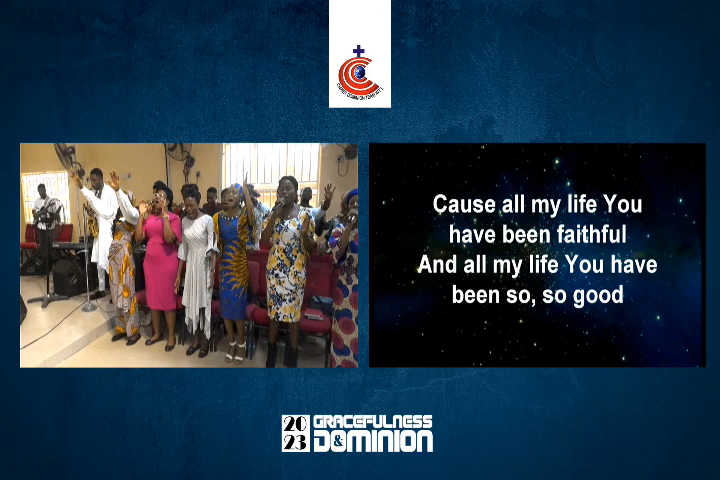 Cause all my life You
have been faithful
And all my life You have
been so, so good
20
23
GRACEFULNESS
& DOMINION